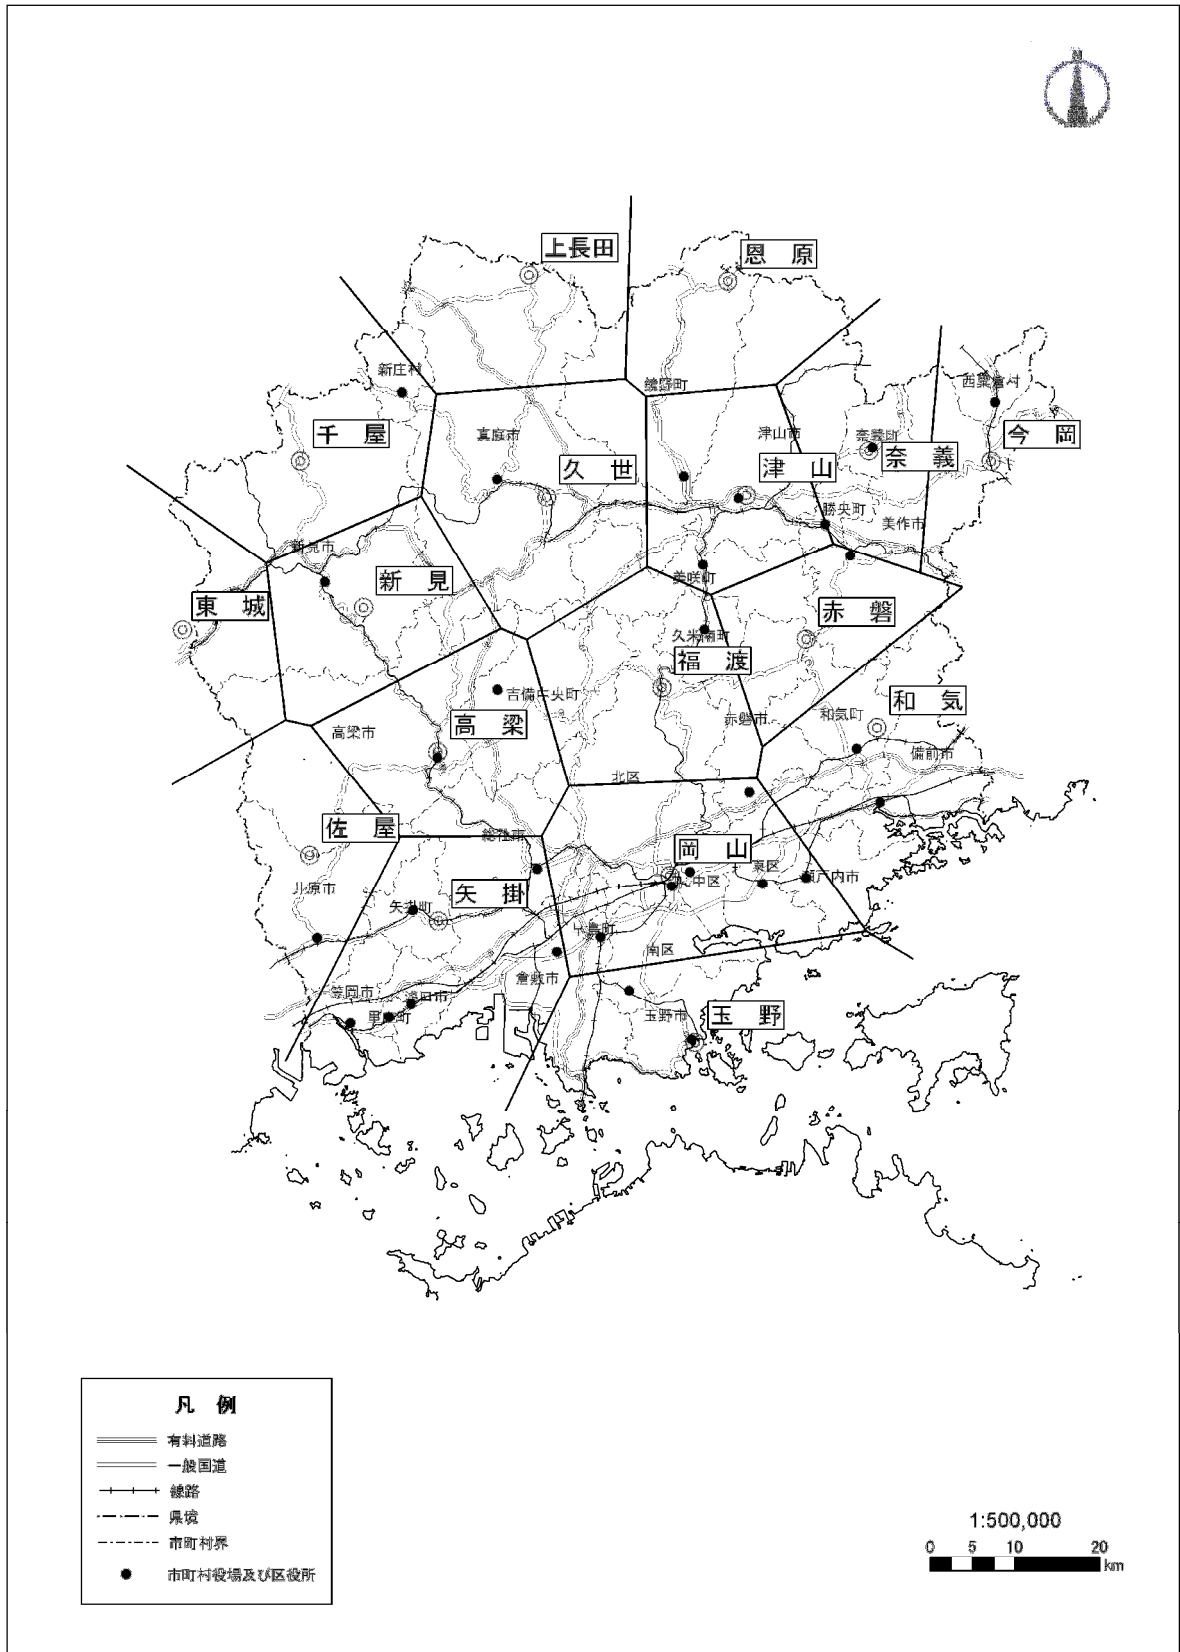 上長田
恩 原
新庄村
鏡野町
西粟倉村
千 屋
真庭市
津山市
奈義町
今 岡
久 世
津 山
奈 義
勝央町
美作市
新見市
新 見
美咲町
東 城
赤 磐
久米南町
福 渡
吉備中央町
和 気
高梁市
高 梁
赤磐市
和気町
備前市
北区
佐 屋
総社市
岡 山
井原市
矢掛町
矢 掛
中区
東区
瀬戸内市
早島町
南区
笠岡市
浅口市
倉敷市
里庄町
玉野市
玉 野
凡 例
有料道路
一般国道
線路
県境
市町村界
市町村役場及び区役所
1:500,000
0 5 10 20
km